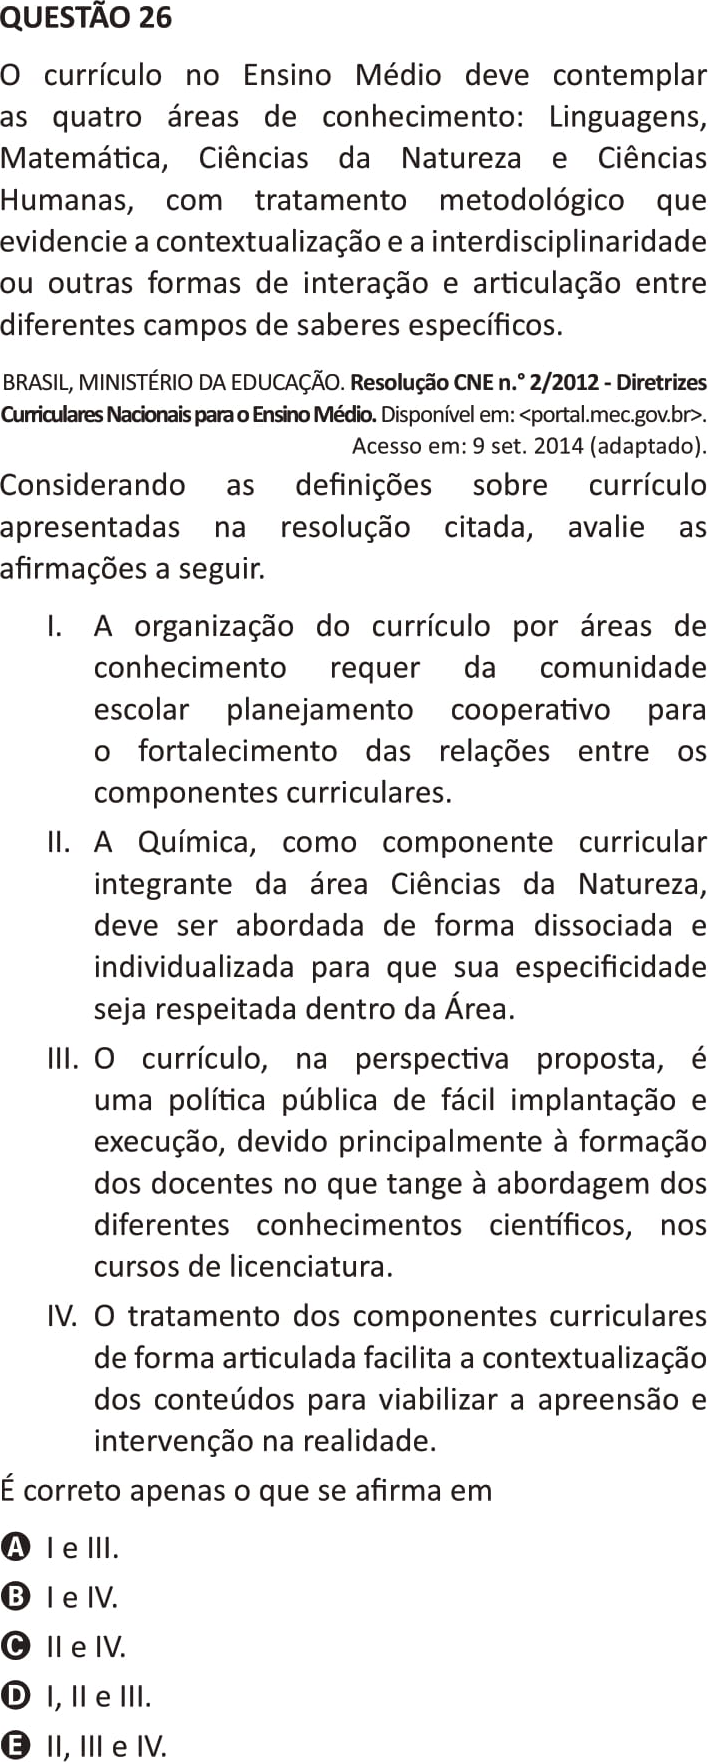 QUESTÃO 26
O currículo no Ensino Médio deve contemplar
as quatro áreas de conhecimento: Linguagens,
Matemática, Ciências da Natureza e Ciências
Humanas, com tratamento metodológico que
evidencie a contextualização e a interdisciplinaridade
ou outras formas de interação e articulação entre
diferentes campos de saberes específicos.
BRASIL, MINISTÉRIO DA EDUCAÇÃO. Resolução CNE n.° 2/2012 - Diretrizes
Curriculares Nacionais para o Ensino Médio. Disponível em: <portal.mec.gov.br>.
Acesso em: 9 set. 2014 (adaptado).
Considerando as definições sobre currículo
apresentadas na resolução citada, avalie as
afirmações a seguir.
I. A organização do currículo por áreas de
conhecimento requer da comunidade
escolar planejamento cooperativo para
o fortalecimento das relações entre os
componentes curriculares.
II. A Química, como componente curricular
integrante da área Ciências da Natureza,
deve ser abordada de forma dissociada e
individualizada para que sua especificidade
seja respeitada dentro da Área.
III. O currículo, na perspectiva proposta, é
uma política pública de fácil implantação e
execução, devido principalmente à formação
dos docentes no que tange à abordagem dos
diferentes conhecimentos científicos, nos
cursos de licenciatura.
IV. O tratamento dos componentes curriculares
de forma articulada facilita a contextualização
dos conteúdos para viabilizar a apreensão e
intervenção na realidade.
É correto apenas o que se afirma em
A I e III.
B I e IV.
C II e IV.
D I, II e III.
E II, III e IV.